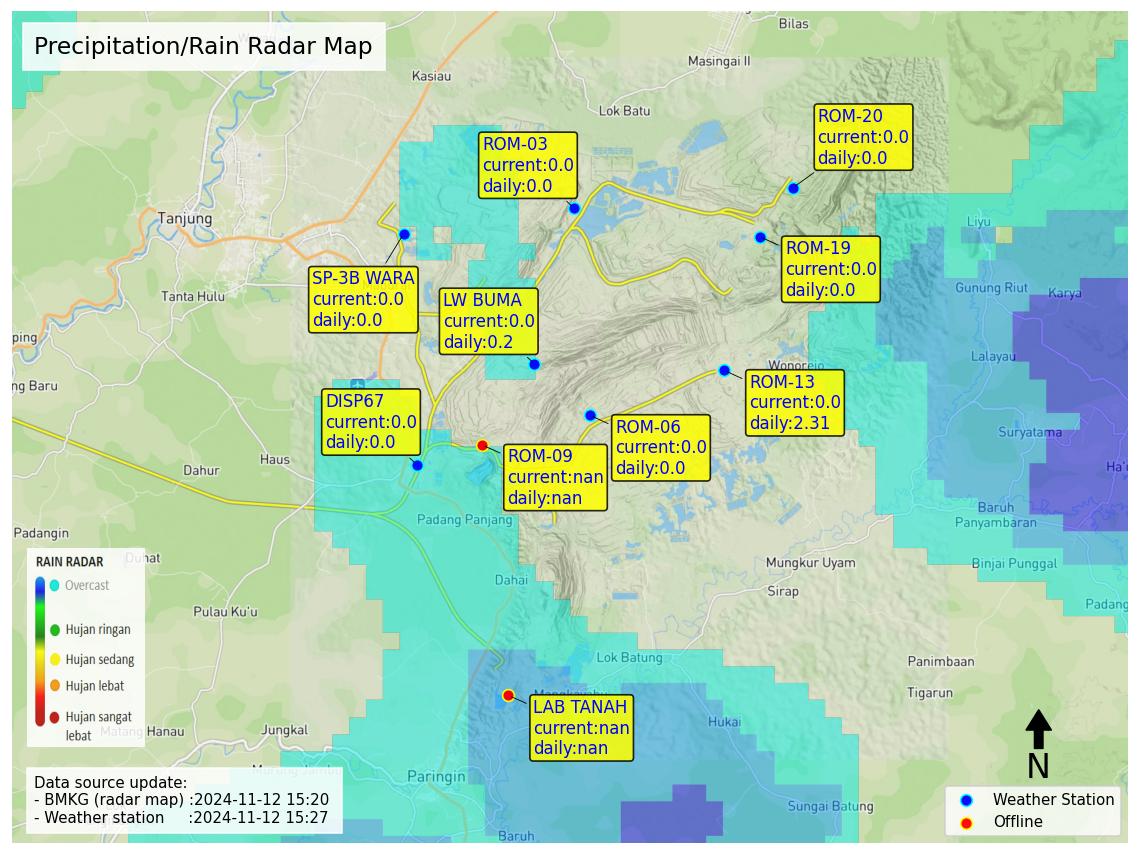 Precipitation/Rain Radar Map
Bilas
Masingai II
Kasiau
Lok Batu
ROM-20
current:0.0
daily:0.0
ROM-03
current:0.0
daily:0.0
Tanjung
Liyu
ROM-19
current:0.0
daily:0.0
SP-3B WARA
current:0.0
daily:0.0
Tanta Hulu
LW BUMA
current:0.0
daily:0.2
Gunung Riut
Karya
ping
Lalayau
Wonorejo
ng Baru
ROM-13
current:0.0
daily:2.31
DISP67
current:0.0
daily:0.0
ROM-06
current:0.0
daily:0.0
Suryatama
ROM-09
current:nan
daily:nan
Haus
Dahur
Ha'u
Padang Panjang
Baruh
Panyambaran
Padangin
Duhat
Mungkur Uyam
Binjai Punggal
Dahai
Sirap
Padang
Pulau Ku'u
RAIN RADAR
Overcast
Hujan ringan
Hujan sedang
Hujan lebat
Hujan sangat
lebat
Lok Batung
Panimbaan
Tigarun
LAB TANAH
current:nan
daily:nan
Hukai
Matang Hanau
Jungkal
Paringin
Sungai Batung
Baruh
Data source update:
- BMKG (radar map) :2024-11-12 15:20
- Weather station :2024-11-12 15:27
N
Weather Station
Offline